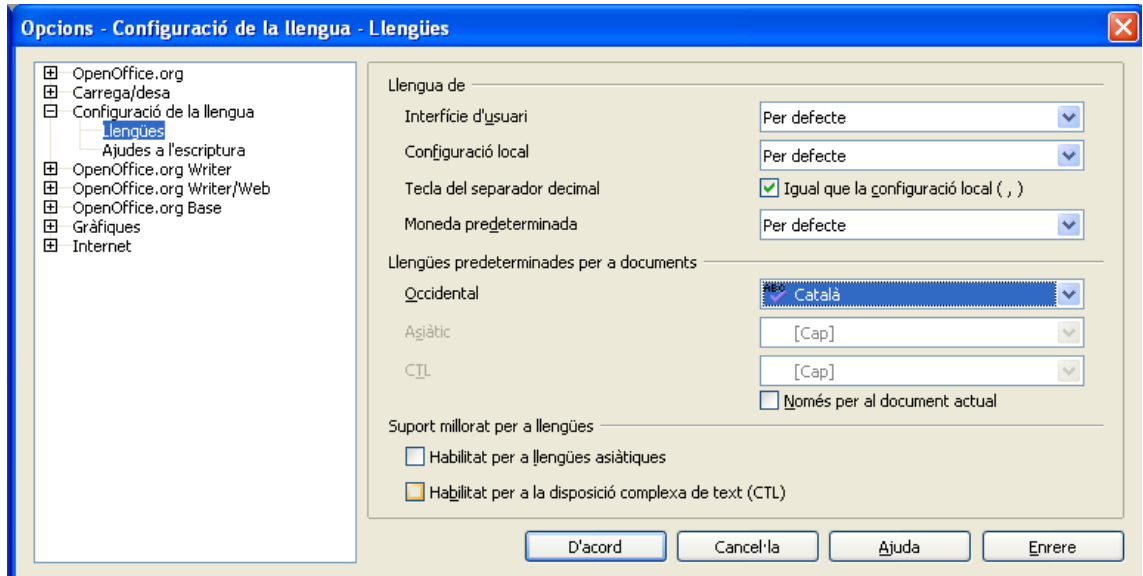 Opcions - Configuració de la llengua - Llengües
OpenOffice.org
Carrega/desa
Configuració de la llengua
Llengües
Ajudes a l'escriptura
OpenOffice.org Writer
OpenOffice.org Writer/Web
OpenOffice.org Base
Gràfiques
Internet
Llengua de
Interfície d'usuari Per defecte
Configuració local Per defecte
Tecla del separador decimal Igual que la configuració local ( , )
Moneda predeterminada Per defecte
Llengües predeterminades per a documents
Occidental ABC Català
Asiàtic [Cap]
CTL [Cap]
Només per al document actual
Suport millorat per a llengües
Habilitat per a llengües asiàtiques
Habilitat per a la disposició complexa de text (CTL)
D'acord Cancel·la Ajuda Enrere